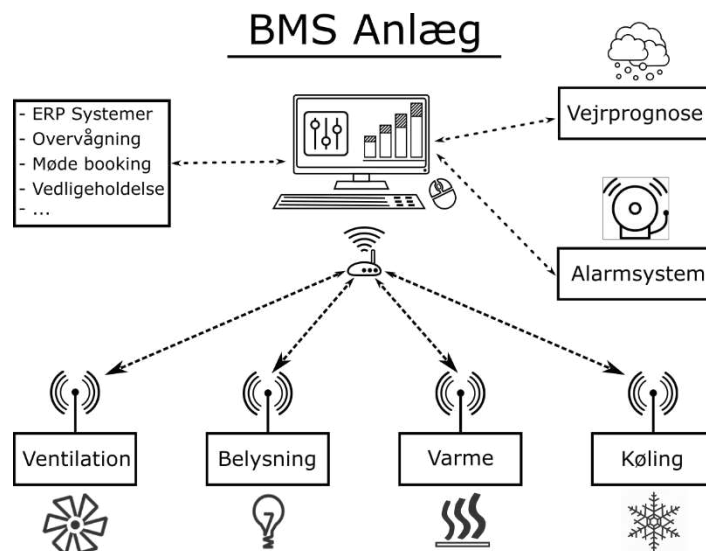 BMS Anlæg
- ERP Systemer
- Overvågning
- Møde booking
- Vedligeholdelse
- ...
Vejrprognose
Alarmsystem
Ventilation
Belysning
Varme
Køling